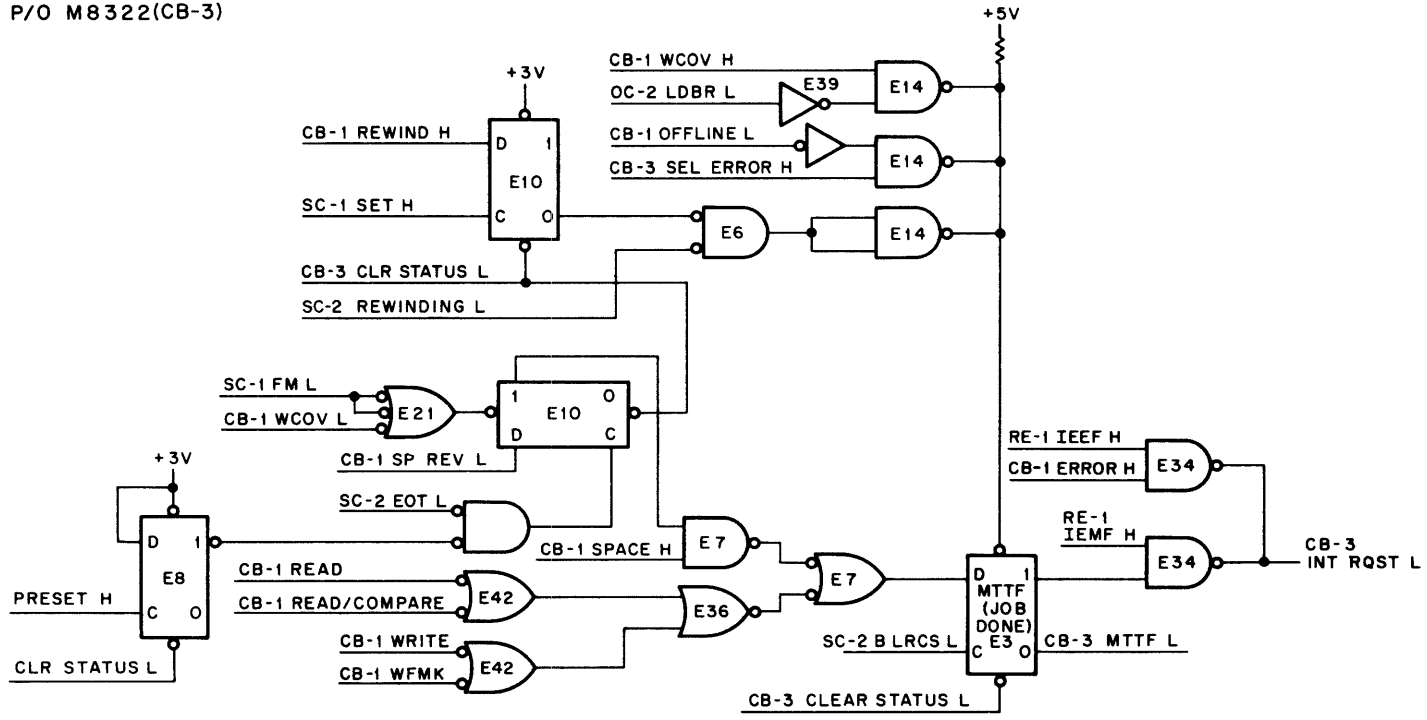 P/O M8322(CB-3)
+5V
+3V
CB-1 WCOV H
E39
E14
OC-2 LDBR L
CB-1 REWIND H
D 1
E10
C 0
CB-1 OFFLINE L
E14
CB-3 SEL ERROR H
SC-1 SET H
E6
E14
CB-3 CLR STATUS L
SC-2 REWINDING L
SC-1 FM L
E21
CB-1 WCOV L
1 0
E10
D C
CB-1 SP REV L
+3V
SC-2 EOT L
D 1
E8
C 0
PRESET H
CLR STATUS L
CB-1 SPACE H
E7
CB-1 READ
E42
CB-1 READ/COMPARE
E36
CB-1 WRITE
E42
CB-1 WFMK
E7
D 1
MTTF
(JOB
DONE)
E3
C 0
SC-2 B LRCS L
CB-3 MTTF L
CB-3 CLEAR STATUS L
RE-1 IEEF H
E34
CB-1 ERROR H
RE-1
IEMF H
E34
CB-3
INT RQST L